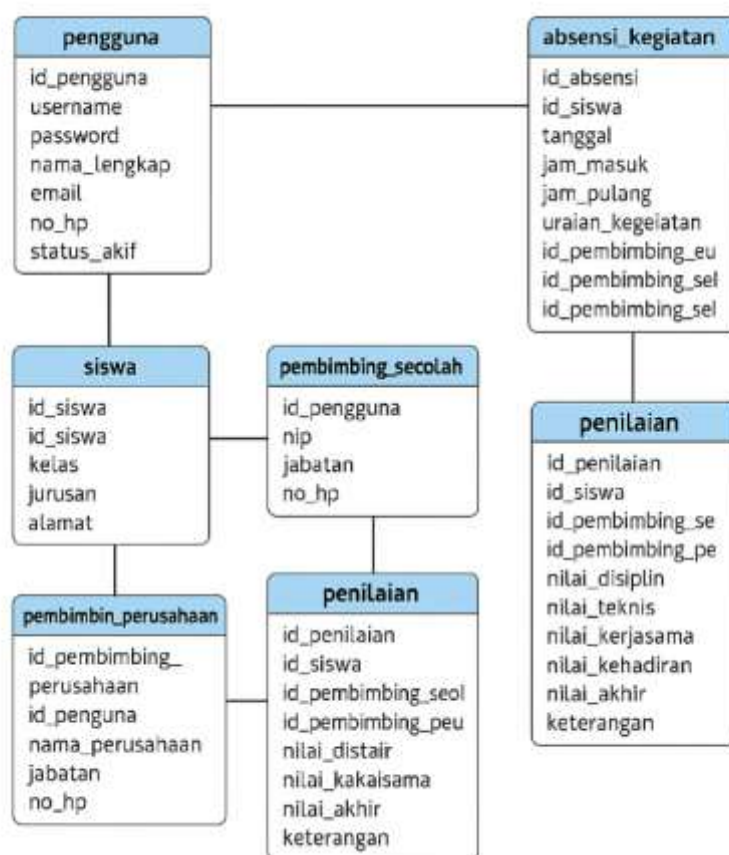 pengguna
id_pengguna
username
password
nama_lengkap
email
no_hp
status_akif
absensi_kegiatan
id_absensi
id_siswa
tanggal
jam_masuk
jam_pulang
uraian_kegeiatan
id_pembimbing_eu
id_pembimbing_sel
id_pembimbing_sel
siswa
id_siswa
id_siswa
kelas
jurusan
alamat
pembimbing_secolah
id_pengguna
nip
jabatan
no_hp
penilaian
id_penilaian
id_siswa
id_pembimbing_se
id_pembimbing_pe
nilai_disiplin
nilai_teknis
nilai_kerjasama
nilai_kehadiran
nilai_akhir
keterangan
pembimbin_perusahaan
id_pembimbing_
perusahaan
id_penguna
nama_perusahaan
jabatan
no_hp
penilaian
id_penilaian
id_siswa
id_pembimbing_seol
id_pembimbing_peu
nilai_distair
nilai_kakaisama
nilai_akhir
keterangan